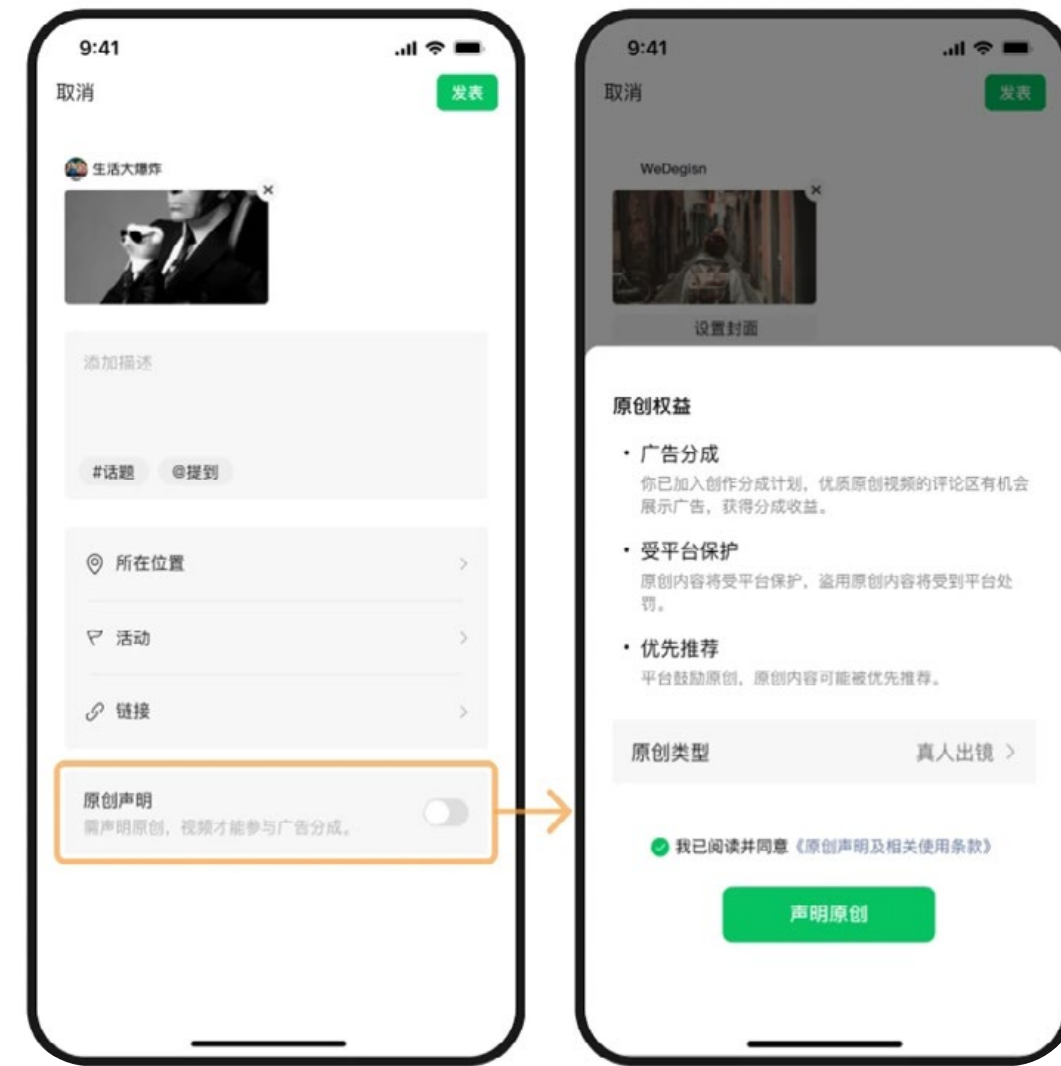 9:41
取消
发表
生活大爆炸
添加描述
#话题 @提到
所在位置
活动
链接
原创声明
需声明原创，视频才能参与广告分成。
9:41
取消
发表
WeDegisn
设置封面
原创权益
· 广告分成
你已加入创作分成计划，优质原创视频的评论区有机会
展示广告，获得分成收益。
· 受平台保护
原创内容将受平台保护，盗用原创内容将受到平台处
罚。
· 优先推荐
平台鼓励原创，原创内容可能被优先推荐。
原创类型 真人出镜
我已阅读并同意《原创声明及相关使用条款》
声明原创